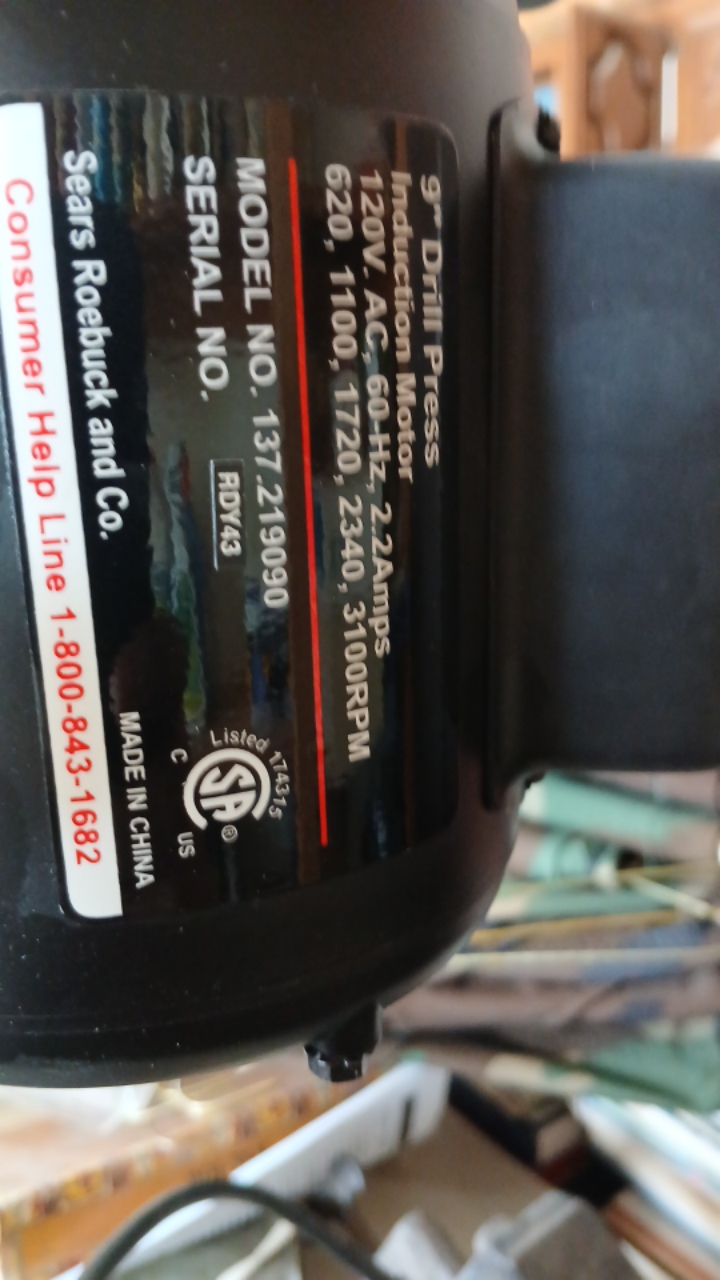 9" Drill Press
Induction Motor
120V. AC, 60-Hz, 2.2Amps
620, 1100, 1720, 2340, 3100RPM
MODEL NO. 137.219090
SERIAL NO. RDY43
Listed 174315
SA®
C US
Sears Roebuck and Co.
MADE IN CHINA
Consumer Help Line 1-800-843-1682